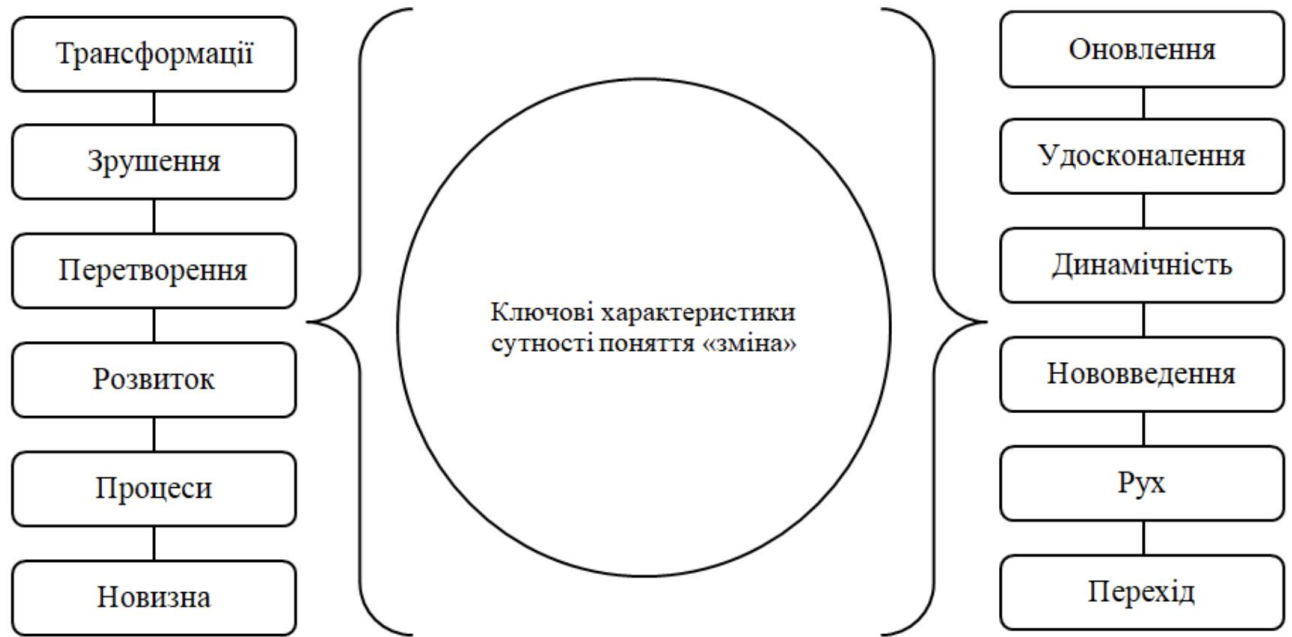 Трансформації
Зрушення
Перетворення
Розвиток
Процеси
Новизна
Ключові характеристики
сутності поняття «зміна»
Оновлення
Удосконалення
Динамічність
Нововведення
Рух
Перехід